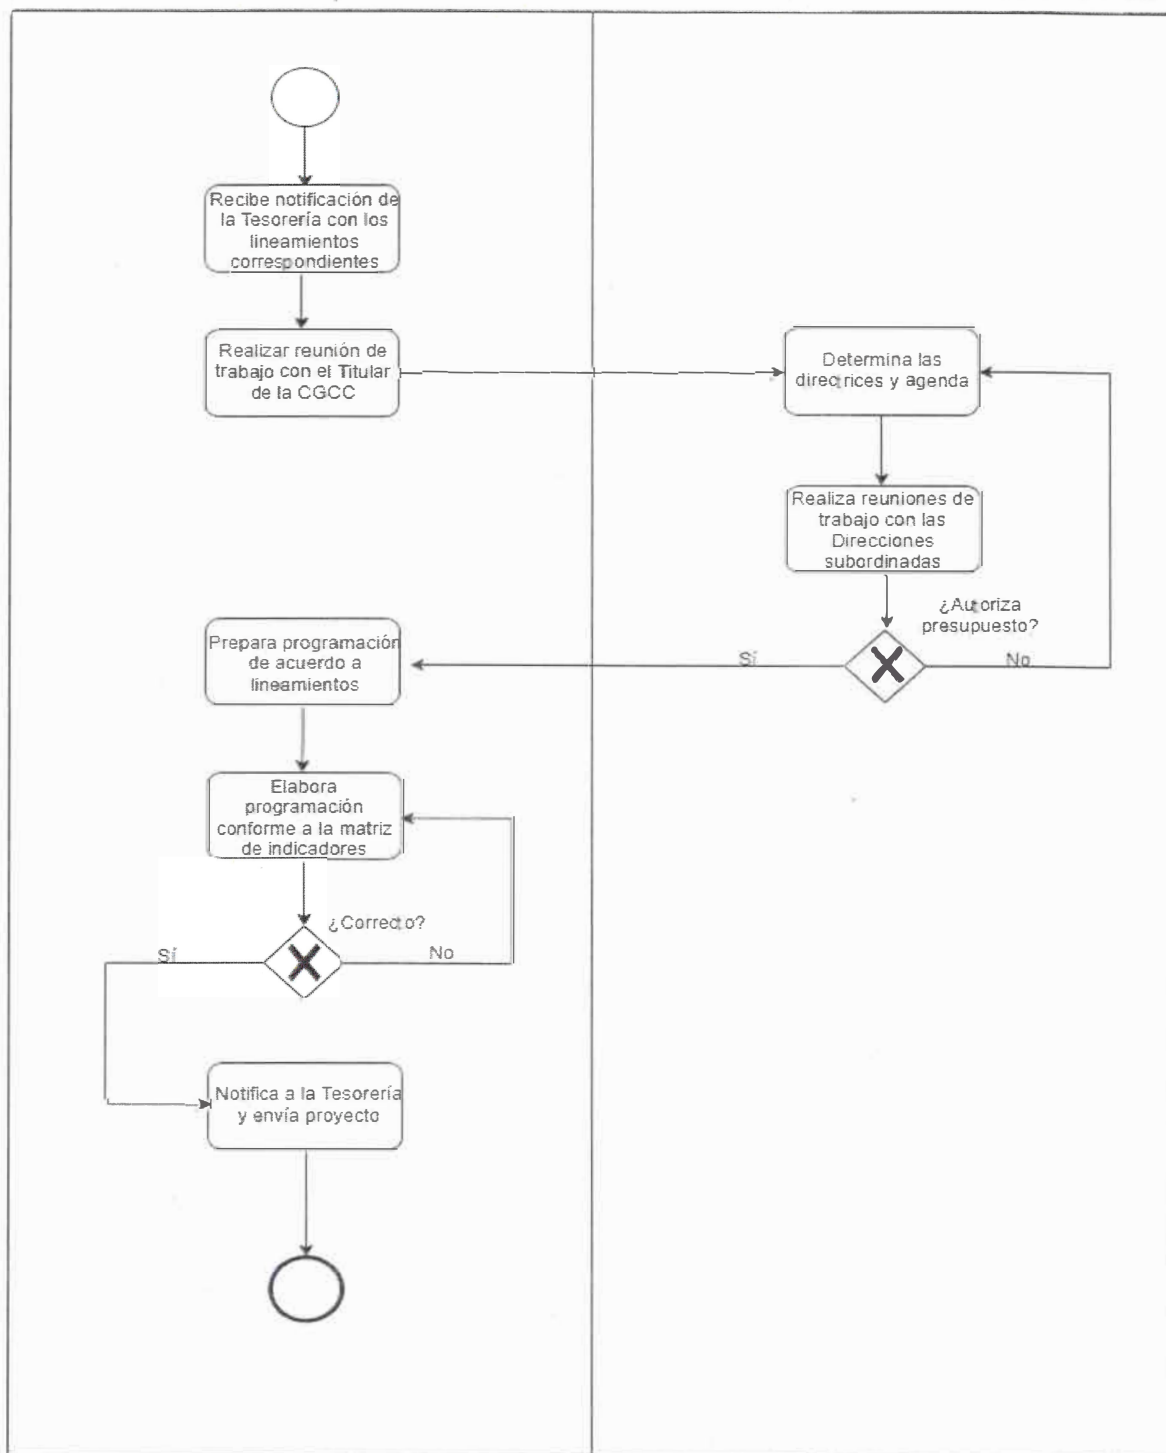 Recibe notificación de
la Tesorería con los
lineamientos
correspondientes
Realizar reunión de
trabajo con el Titular
de la CGCC
Determina las
directrices y agenda
Realiza reuniones de
trabajo con las
Direcciones
subordinadas
¿Autoriza
presupuesto?
Sí
No
Prepara programación
de acuerdo a
lineamientos
Elabora
programación
conforme a la matriz
de indicadores
¿Correcto?
Sí
No
Notifica a la Tesorería
y envía proyecto